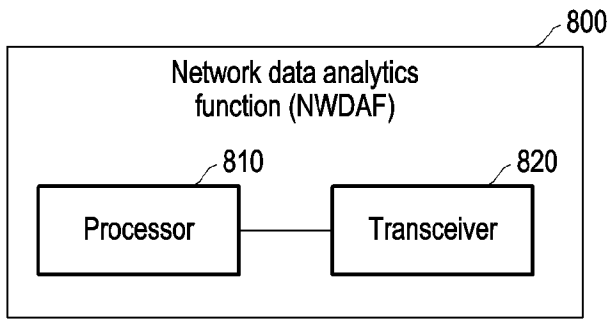 800
Network data analytics
function (NWDAF)
810
820
Processor
Transceiver